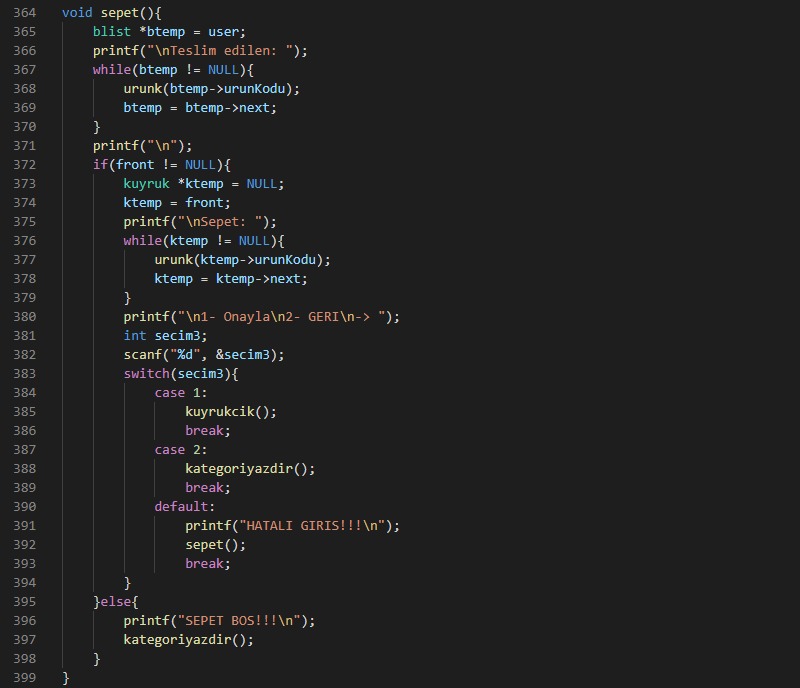 364 void sepet(){
365     blist *btemp = user;
366     printf("\nTeslim edilen: ");
367     while(btemp != NULL){
368         urunk(btemp->urunKodu);
369         btemp = btemp->next;
370     }
371     printf("\n");
372     if(front != NULL){
373         kuyruk *ktemp = NULL;
374         ktemp = front;
375         printf("\nSepet: ");
376         while(ktemp != NULL){
377             urunk(ktemp->urunKodu);
378             ktemp = ktemp->next;
379         }
380         printf("\n1- Onayla\n2- GERI\n-> ");
381         int secim3;
382         scanf("%d", &secim3);
383         switch(secim3){
384             case 1:
385                 kuyrukcik();
386                 break;
387             case 2:
388                 kategoriyazdir();
389                 break;
390             default:
391                 printf("HATALI GIRIS!!!\n");
392                 sepet();
393                 break;
394         }
395     }else{
396         printf("SEPET BOS!!!\n");
397         kategoriyazdir();
398     }
399 }